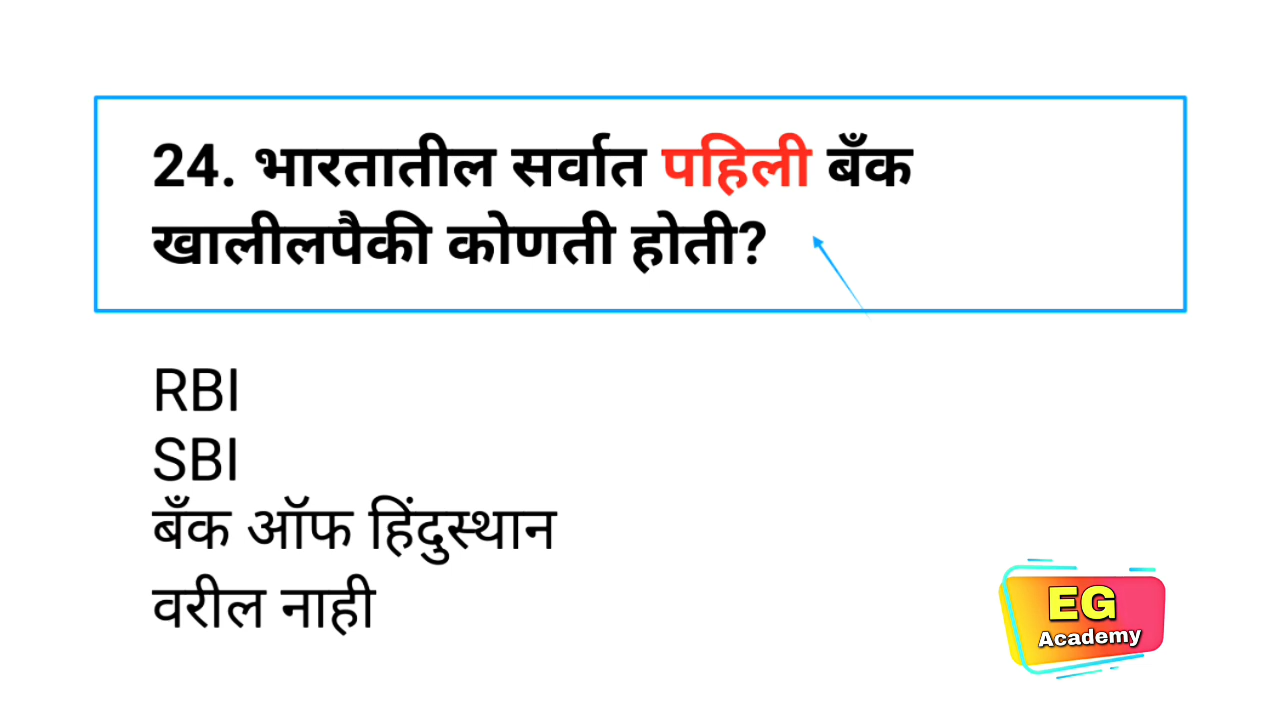 24. भारतातील सर्वात पहिली बँक
खालीलपैकी कोणती होती?
RBI
SBI
बँक ऑफ हिंदुस्थान
वरील नाही
EG
Academy